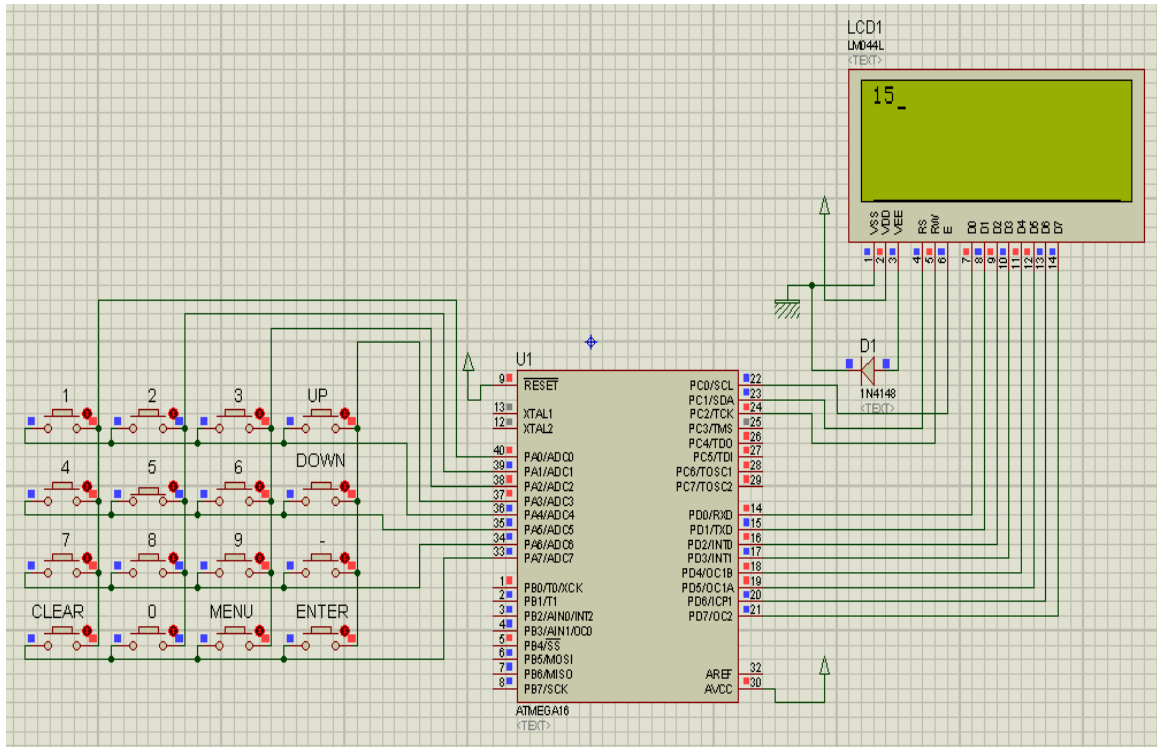 LCD1
LM044L
<TEXT>
15_
VSS
VDD
VEE
RS
RW
E
D0
D1
D2
D3
D4
D5
D6
D7
1
2
3
4
5
6
7
8
9
10
11
12
13
14
D1
1N4148
<TEXT>
1 2 3 UP
4 5 6 DOWN
7 8 9 -
CLEAR 0 MENU ENTER
U1
9 RESET PC0/SCL 22
PC1/SDA 23
13 XTAL1 PC2/TCK 24
12 XTAL2 PC3/TMS 25
PC4/TDO 26
40 PA0/ADC0 PC5/TDI 27
39 PA1/ADC1 PC6/TOSC1 28
38 PA2/ADC2 PC7/TOSC2 29
37 PA3/ADC3
36 PA4/ADC4 PD0/RXD 14
35 PA5/ADC5 PD1/TXD 15
34 PA6/ADC6 PD2/INT0 16
33 PA7/ADC7 PD3/INT1 17
PD4/OC1B 18
1 PB0/T0/XCK PD5/OC1A 19
2 PB1/T1 PD6/ICP1 20
3 PB2/AIN0/INT2 PD7/OC2 21
4 PB3/AIN1/OC0
5 PB4/SS
6 PB5/MOSI
7 PB6/MISO AREF 32
8 PB7/SCK AVCC 30
ATMEGA16
<TEXT>